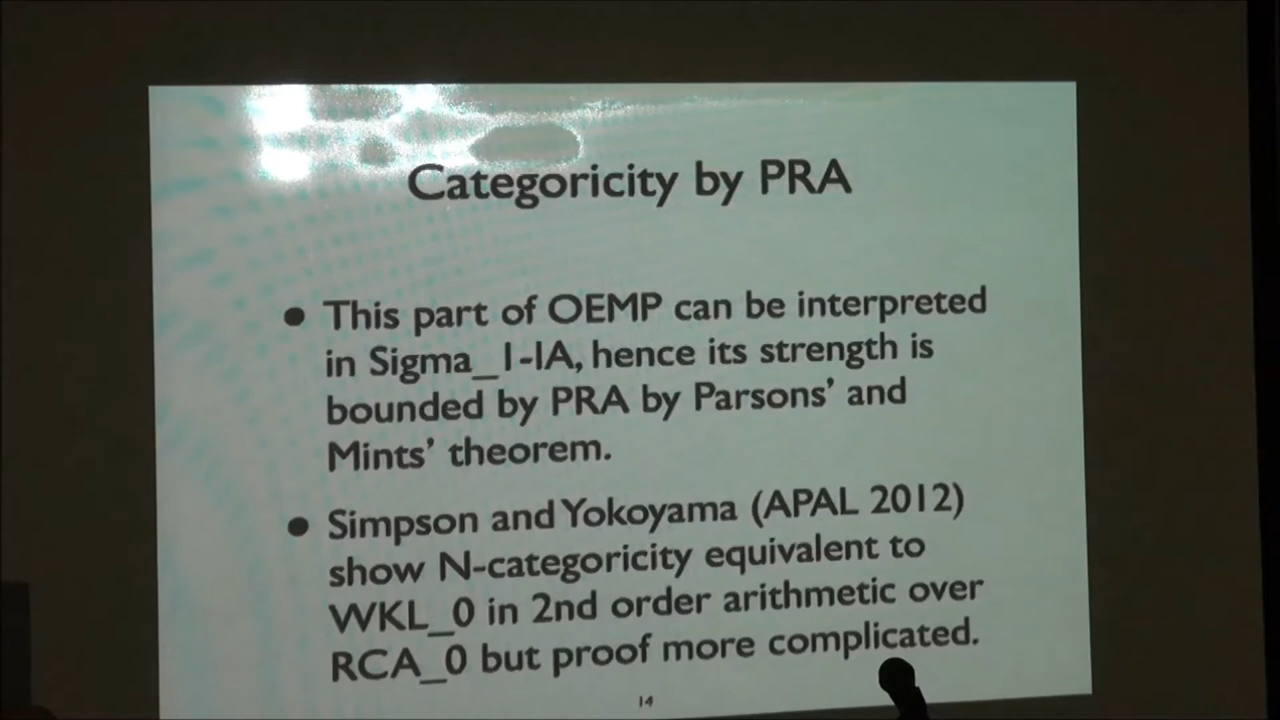 Categoricity by PRA
• This part of OEMP can be interpreted
in Sigma_1-IA, hence its strength is
bounded by PRA by Parsons' and
Mints' theorem.
• Simpson and Yokoyama (APAL 2012)
show N-categoricity equivalent to
WKL_0 in 2nd order arithmetic over
RCA_0 but proof more complicated.
14